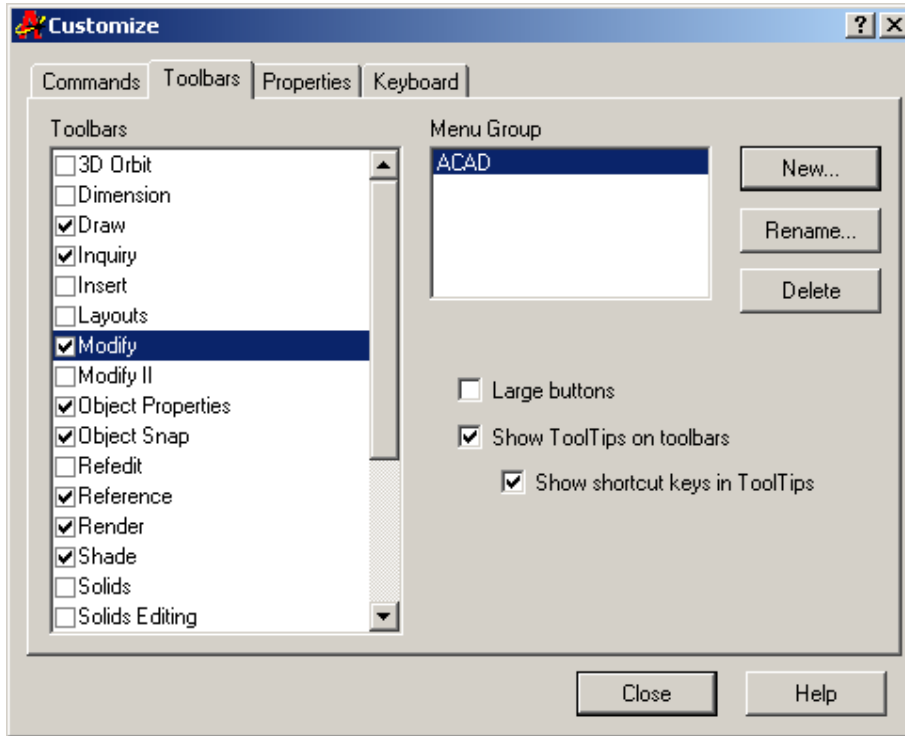 Customize
Commands Toolbars Properties Keyboard
Toolbars
3D Orbit
Dimension
Draw
Inquiry
Insert
Layouts
Modify
Modify II
Object Properties
Object Snap
Refedit
Reference
Render
Shade
Solids
Solids Editing
Menu Group
ACAD
New...
Rename...
Delete
Large buttons
Show ToolTips on toolbars
Show shortcut keys in ToolTips
Close Help